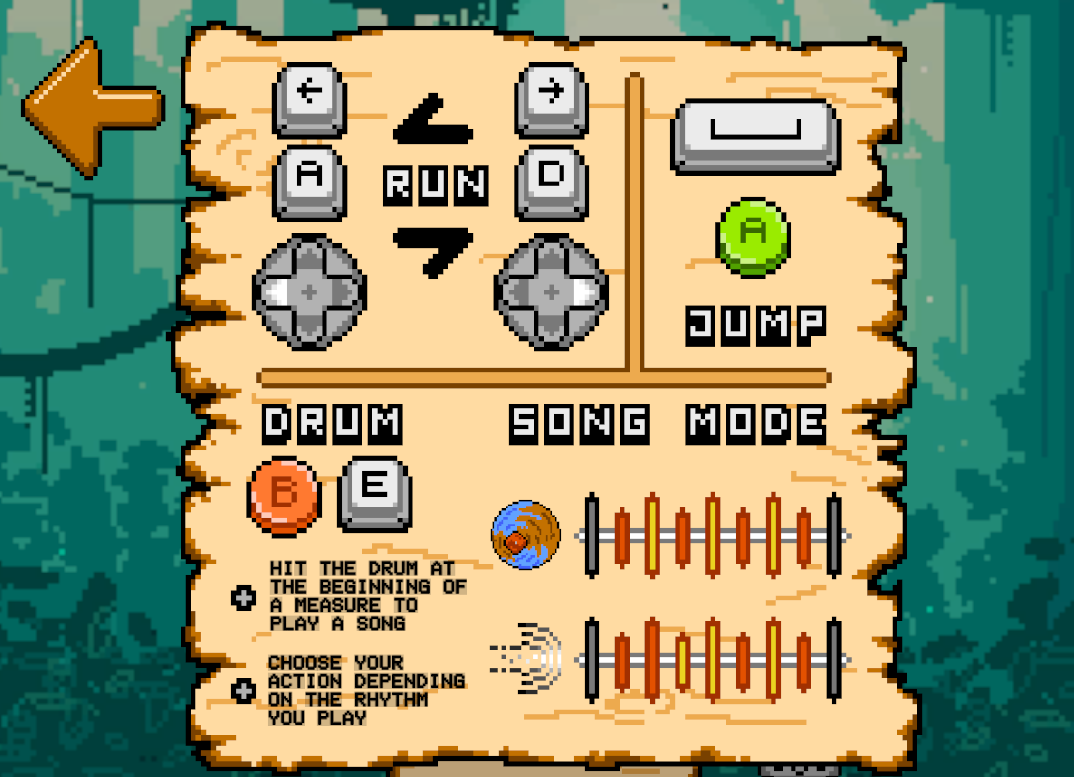 ← →
A RUN D
A
JUMP
DRUM
SONG MODE
B E
HIT THE DRUM AT
THE BEGINNING OF
A MEASURE TO
PLAY A SONG
CHOOSE YOUR
ACTION DEPENDING
ON THE RHYTHM
YOU PLAY